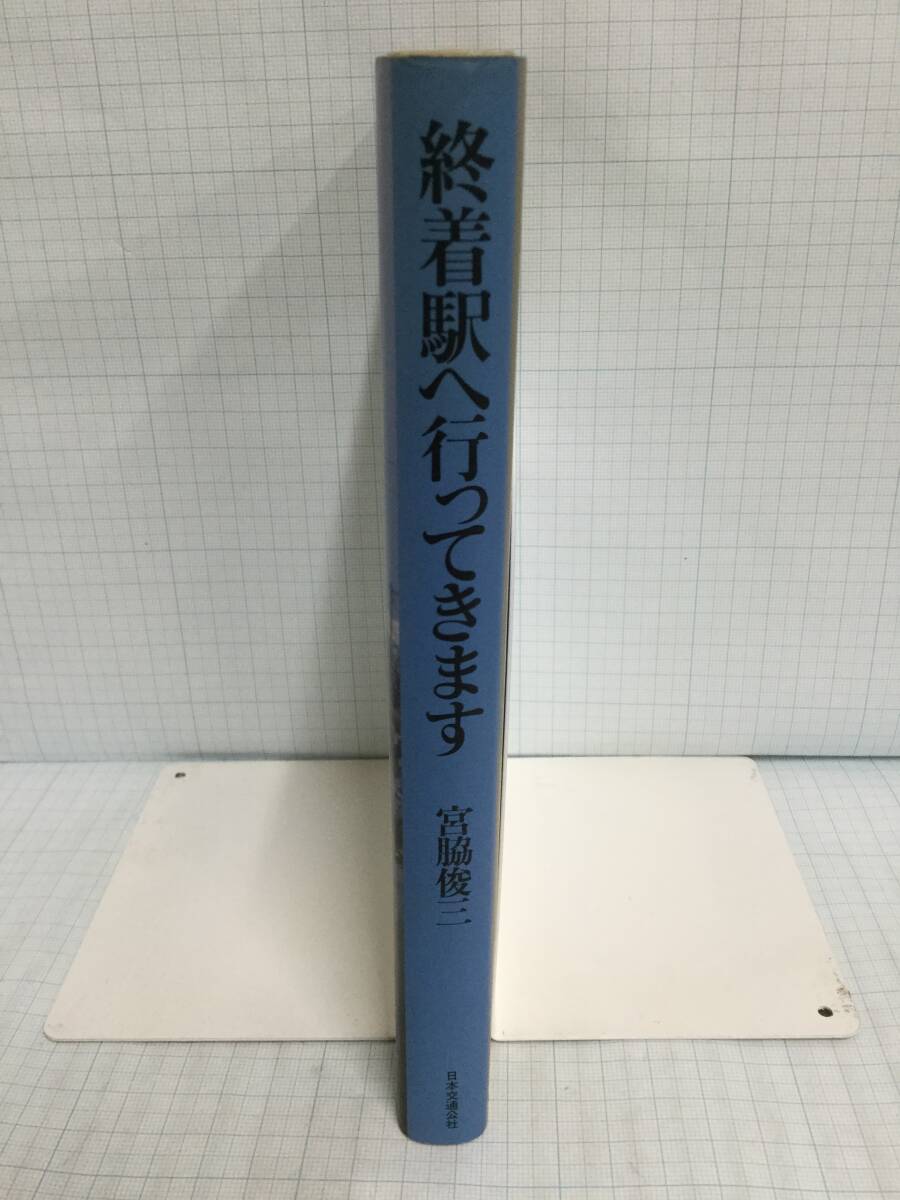 終着駅へ行ってきます
宮脇俊三
日本交通公社